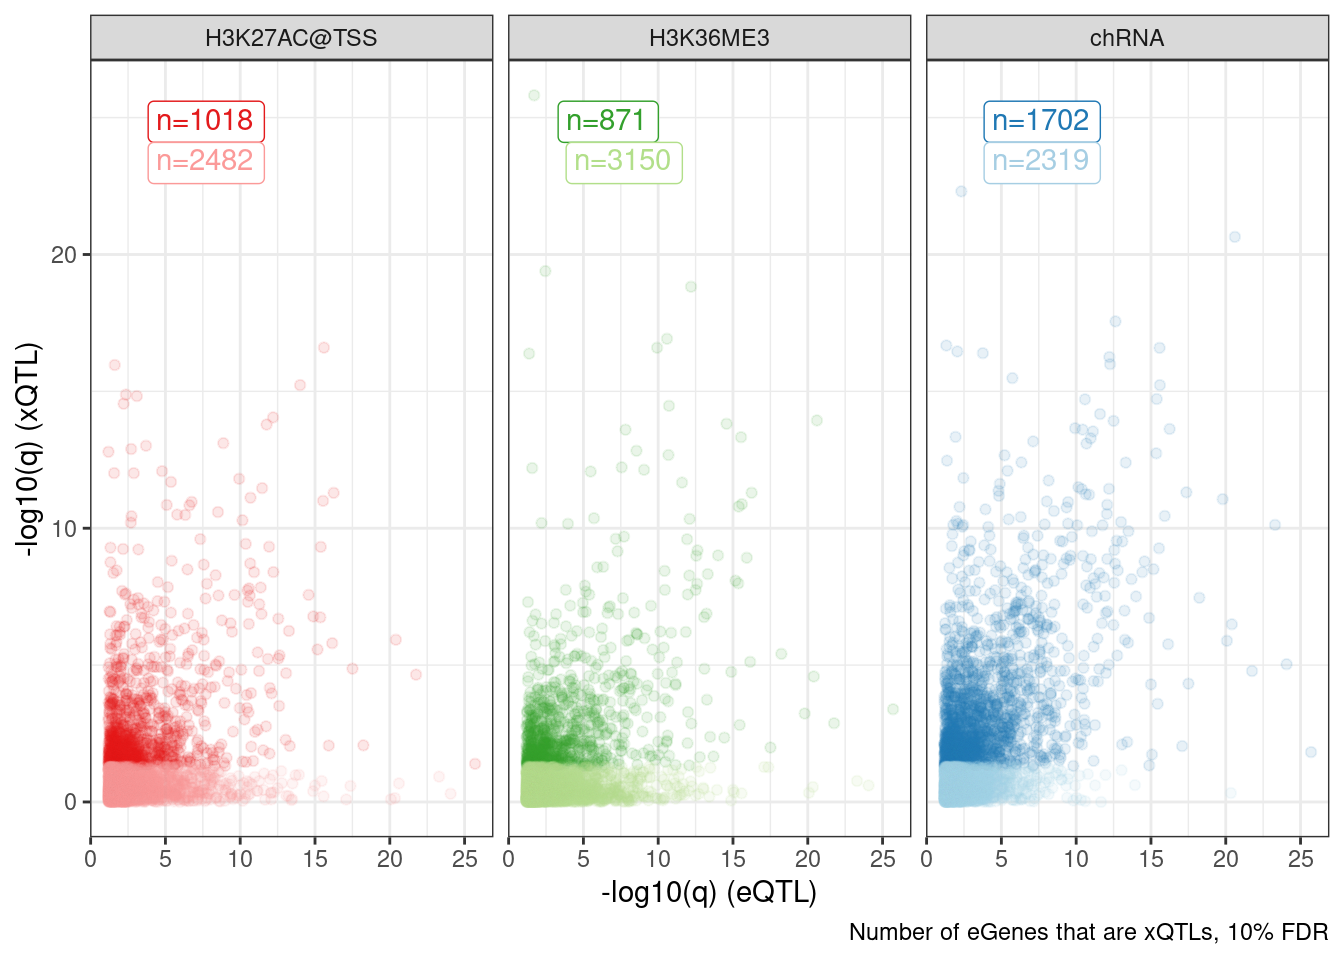 H3K27AC@TSS
H3K36ME3
chRNA
n=1018
n=2482
n=871
n=3150
n=1702
n=2319
-log10(q) (xQTL)
20
10
0
0 5 10 15 20 25
0 5 10 15 20 25
0 5 10 15 20 25
-log10(q) (eQTL)
Number of eGenes that are xQTLs, 10% FDR